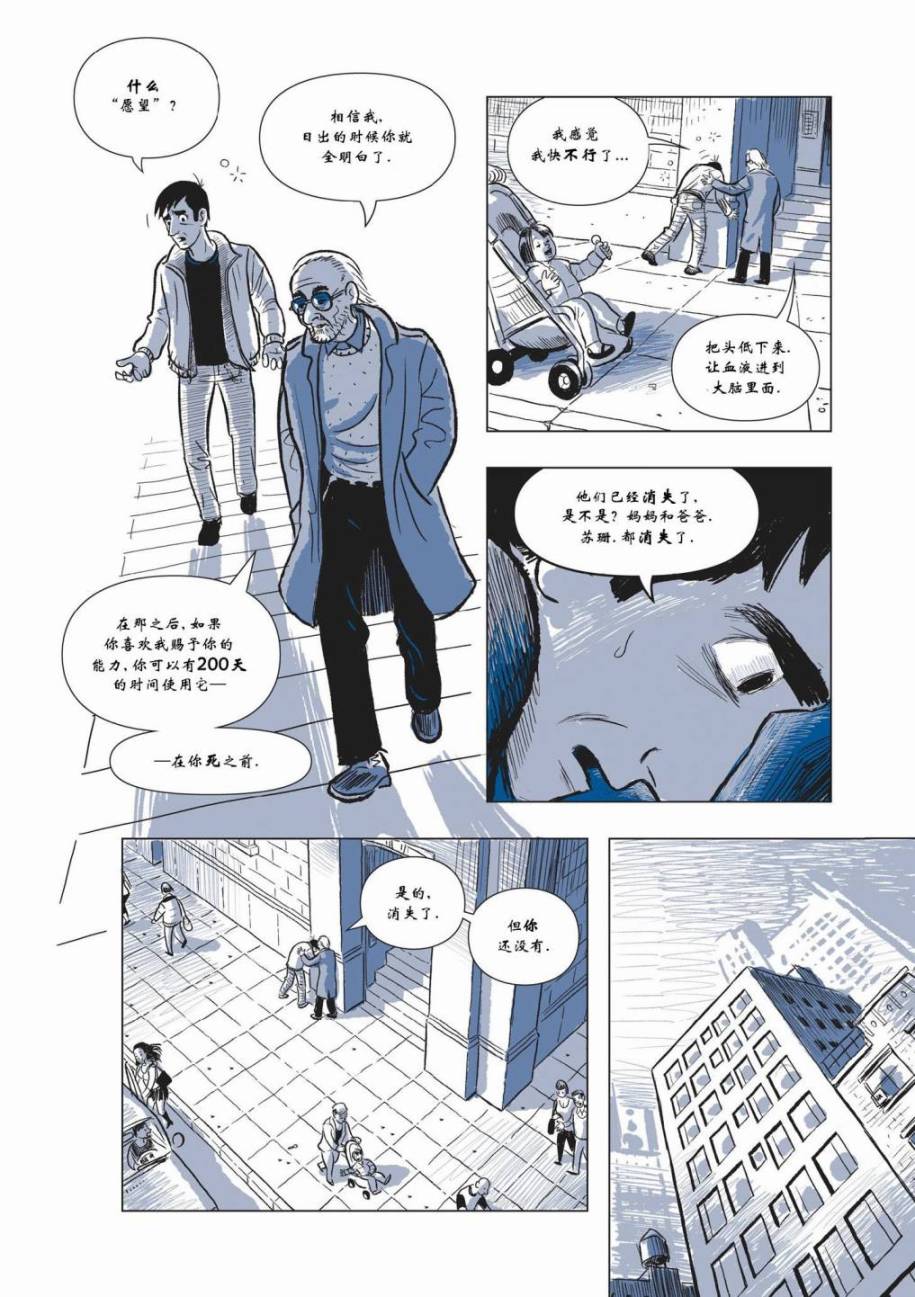 什么
“愿望”?
相信我,
日出的时候你就
全明白了.
在那之后,如果
你喜欢我赐予你的
能力,你可以有200天
的时间使用它—
—在你死之前.
我感觉
我快不行了...
把头低下来.
让血液进到
大脑里面.
他们已经消失了,
是不是? 妈妈和爸爸.
苏珊.都消失了.
是的,
消失了.
但你
还没有.